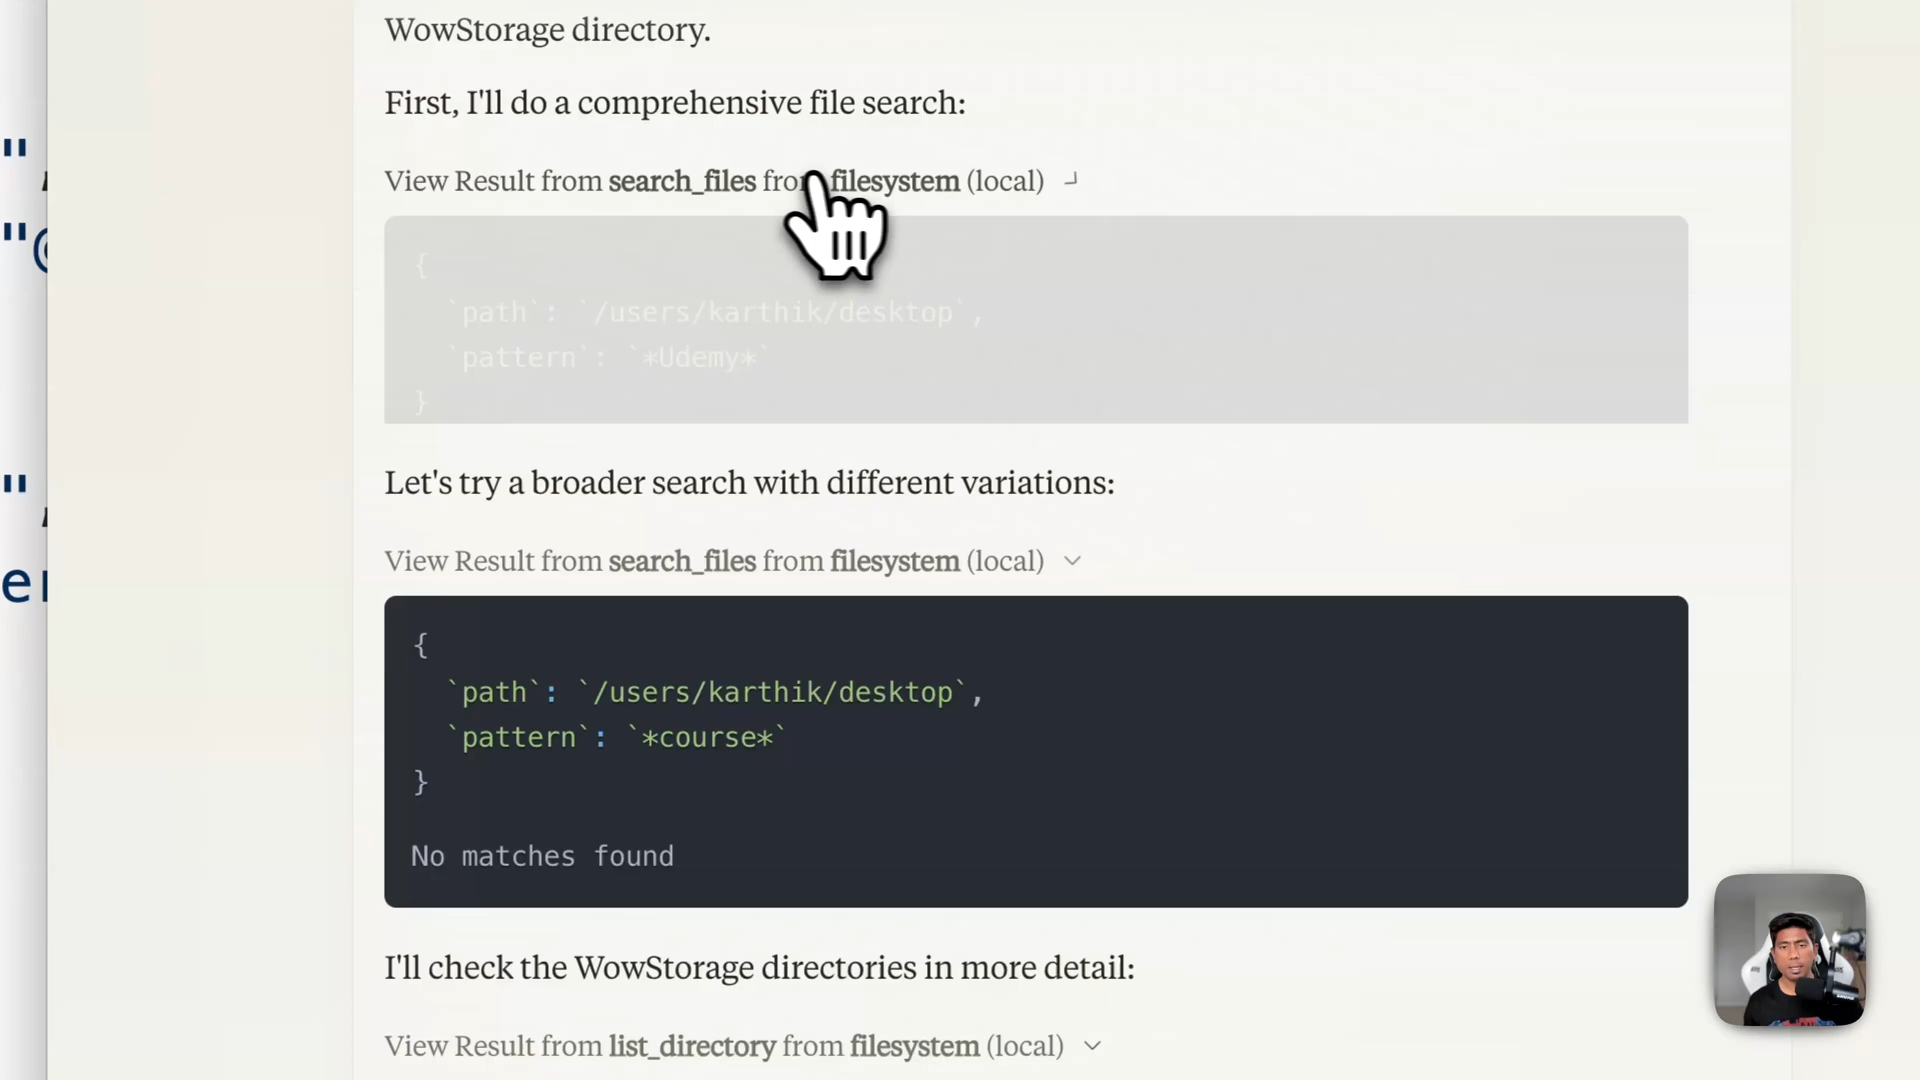 WowStorage directory.
First, I'll do a comprehensive file search:
View Result from search_files from filesystem (local)
{
`path`: `/users/karthik/desktop`,
`pattern`: `*Udemy*`
}
Let's try a broader search with different variations:
View Result from search_files from filesystem (local)
{
`path`: `/users/karthik/desktop`,
`pattern`: `*course*`
}
No matches found
I'll check the WowStorage directories in more detail:
View Result from list_directory from filesystem (local)
",
"@
",
er